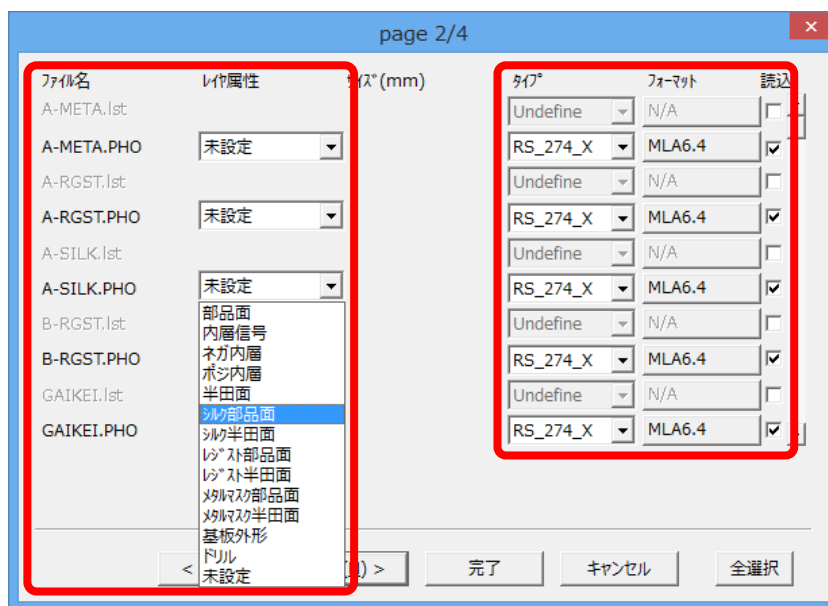 page 2/4
ﾌｧｲﾙ名 ﾚｲﾔ属性 ｻｲｽﾞ(mm) ﾀｲﾌﾟ ﾌｫｰﾏｯﾄ 読込
A-META.lst Undefine N/A
A-META.PHO 未設定 RS_274_X MLA6.4
A-RGST.lst Undefine N/A
A-RGST.PHO 未設定 RS_274_X MLA6.4
A-SILK.lst Undefine N/A
A-SILK.PHO 未設定 RS_274_X MLA6.4
部品面
B-RGST.lst 内層信号 Undefine N/A
ネガ内層
B-RGST.PHO ポジ内層 RS_274_X MLA6.4
半田面
GAIKEI.lst Undefine N/A
ｼﾙｸ部品面
GAIKEI.PHO ｼﾙｸ半田面 RS_274_X MLA6.4
ﾚｼﾞｽﾄ部品面
ﾚｼﾞｽﾄ半田面
ﾒﾀﾙﾏｽｸ部品面
ﾒﾀﾙﾏｽｸ半田面
基板外形
ﾄﾞﾘﾙ
未設定
< ) > 完了 ｷｬﾝｾﾙ 全選択